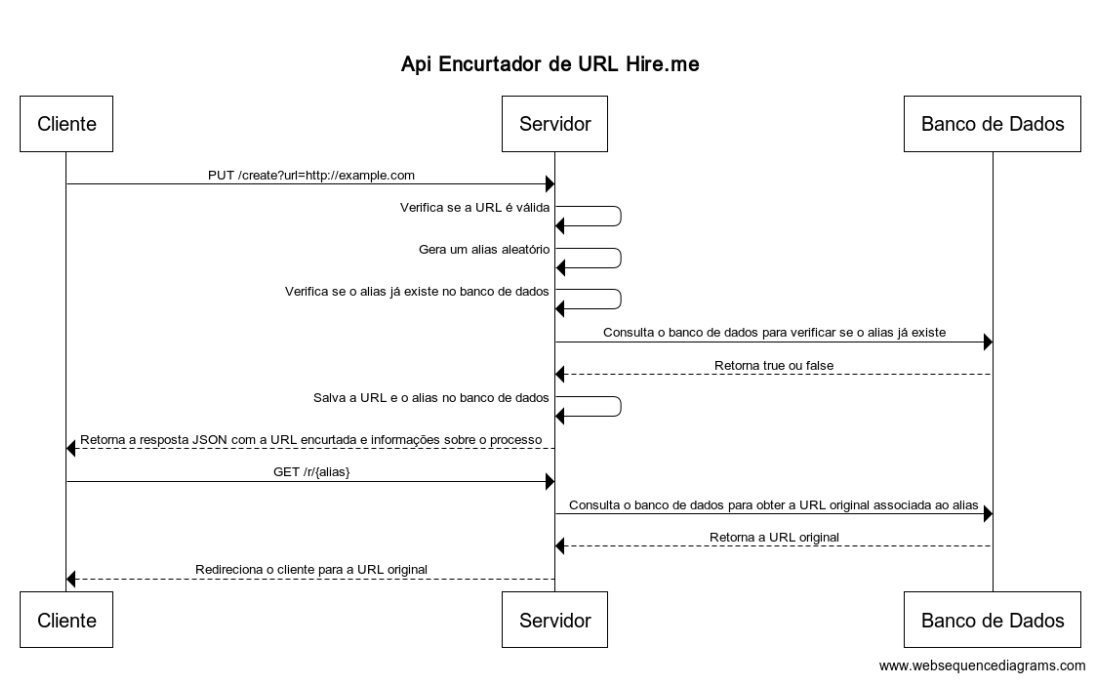 Api Encurtador de URL Hire.me
Cliente
Servidor
Banco de Dados
PUT /create?url=http://example.com
Verifica se a URL é válida
Gera um alias aleatório
Verifica se o alias já existe no banco de dados
Consulta o banco de dados para verificar se o alias já existe
Retorna true ou false
Salva a URL e o alias no banco de dados
Retorna a resposta JSON com a URL encurtada e informações sobre o processo
GET /r/{alias}
Consulta o banco de dados para obter a URL original associada ao alias
Retorna a URL original
Redireciona o cliente para a URL original
Cliente
Servidor
Banco de Dados
www.websequencediagrams.com